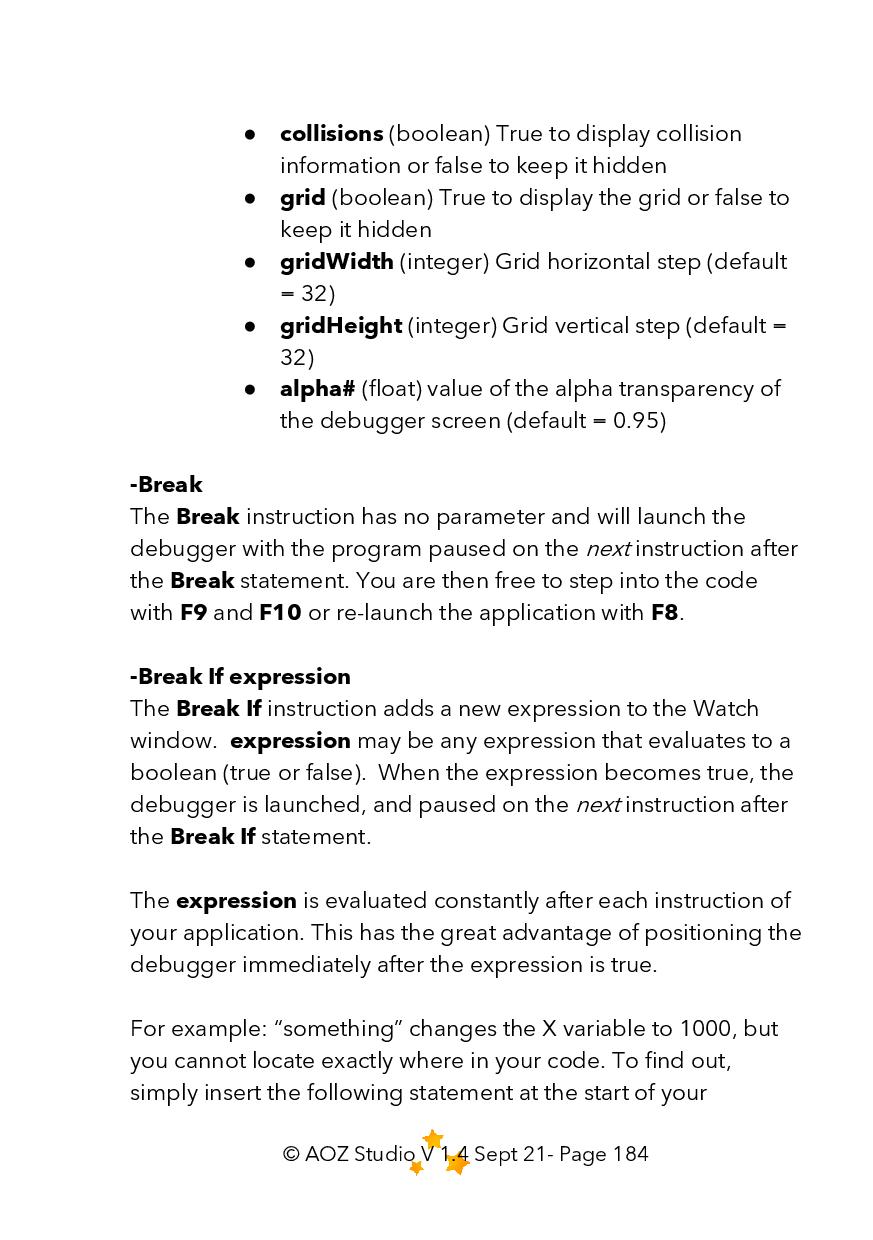 ● collisions (boolean) True to display collision
information or false to keep it hidden
● grid (boolean) True to display the grid or false to
keep it hidden
● gridWidth (integer) Grid horizontal step (default
= 32)
● gridHeight (integer) Grid vertical step (default =
32)
● alpha# (float) value of the alpha transparency of
the debugger screen (default = 0.95)
-Break
The Break instruction has no parameter and will launch the
debugger with the program paused on the next instruction after
the Break statement. You are then free to step into the code
with F9 and F10 or re-launch the application with F8.
-Break If expression
The Break If instruction adds a new expression to the Watch
window.  expression may be any expression that evaluates to a
boolean (true or false).  When the expression becomes true, the
debugger is launched, and paused on the next instruction after
the Break If statement.
The expression is evaluated constantly after each instruction of
your application. This has the great advantage of positioning the
debugger immediately after the expression is true.
For example: “something” changes the X variable to 1000, but
you cannot locate exactly where in your code. To find out,
simply insert the following statement at the start of your
© AOZ Studio V 1.4 Sept 21- Page 184